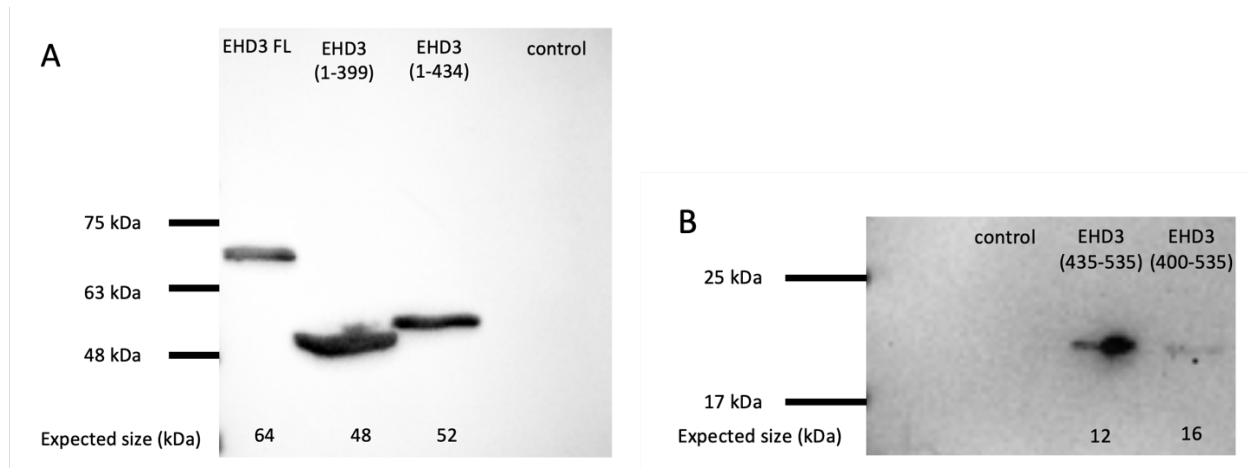 A
EHD3 FL
EHD3
(1-399)
EHD3
(1-434)
control
75 kDa
63 kDa
48 kDa
Expected size (kDa)
64
48
52
B
control
EHD3
(435-535)
EHD3
(400-535)
25 kDa
17 kDa
Expected size (kDa)
12
16